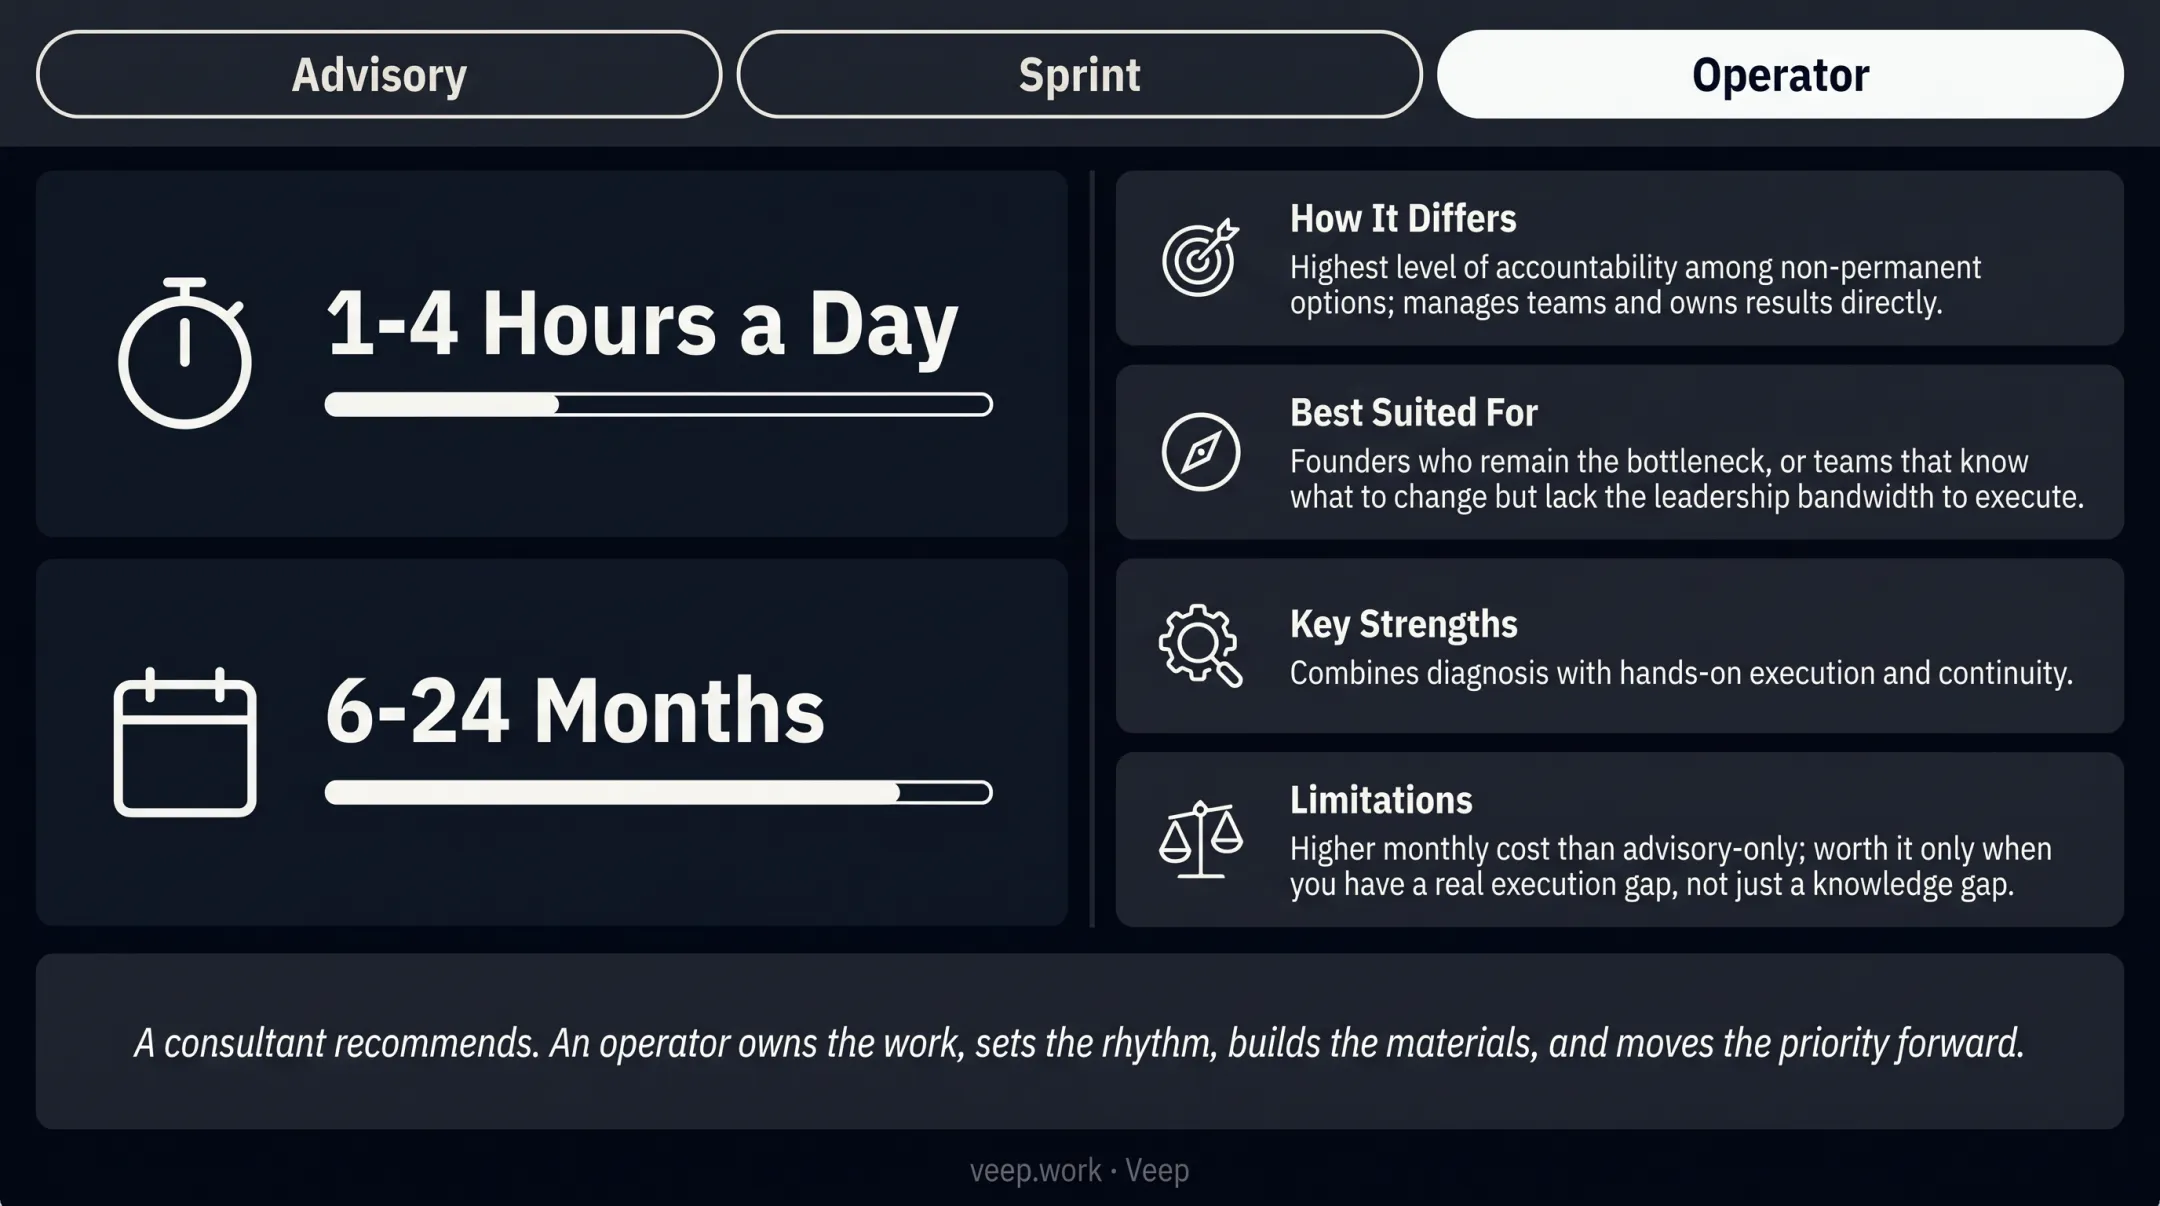 Advisory
Sprint
Operator
1-4 Hours a Day
6-24 Months
How It Differs
Highest level of accountability among non-permanent
options; manages teams and owns results directly.
Best Suited For
Founders who remain the bottleneck, or teams that know
what to change but lack the leadership bandwidth to execute.
Key Strengths
Combines diagnosis with hands-on execution and continuity.
Limitations
Higher monthly cost than advisory-only; worth it only when
you have a real execution gap, not just a knowledge gap.
A consultant recommends. An operator owns the work, sets the rhythm, builds the materials, and moves the priority forward.
veep.work · Veep